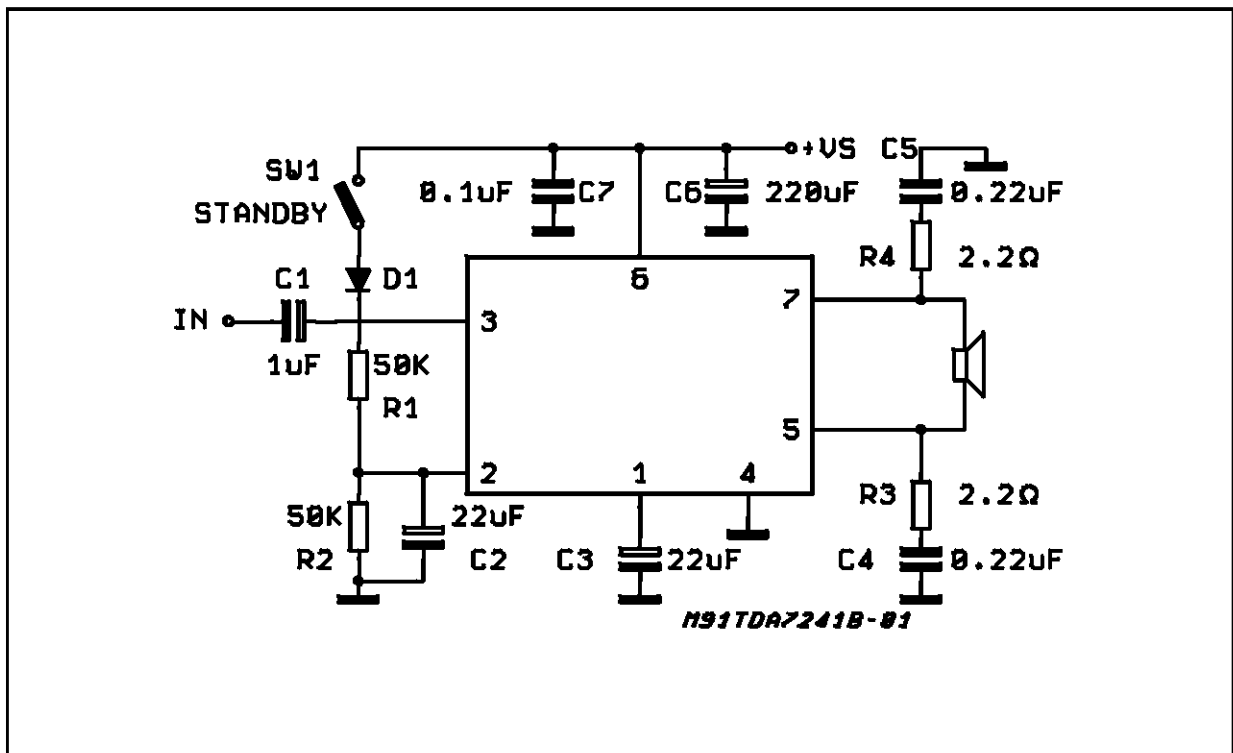 +VS C5
SW1
0.1uF C7 C6 220uF 0.22uF
STANDBY
R4 2.2Ω
C1 D1 6
7
IN 3
1uF 50K
R1
5
2 1 4
R3 2.2Ω
50K 22uF
R2 C2 C3 22uF C4 0.22uF
M91TDA7241B-01